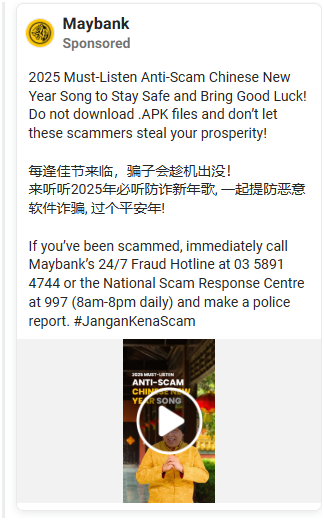 Maybank
Sponsored
2025 Must-Listen Anti-Scam Chinese New
Year Song to Stay Safe and Bring Good Luck!
Do not download .APK files and don’t let
these scammers steal your prosperity!
每逢佳节来临，骗子会趁机出没！
来听听2025年必听防诈新年歌, 一起提防恶意
软件诈骗, 过个平安年!
If you’ve been scammed, immediately call
Maybank’s 24/7 Fraud Hotline at 03 5891
4744 or the National Scam Response Centre
at 997 (8am-8pm daily) and make a police
report. #JanganKenaScam
2025 MUST-LISTEN
ANTI-SCAM
CHINESE NEW
YEAR SONG